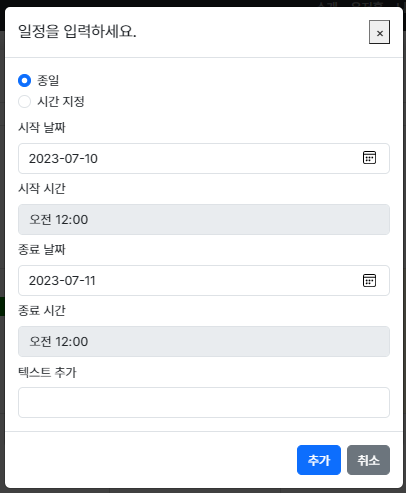 일정을 입력하세요.
×
종일
시간 지정
시작 날짜
2023-07-10
시작 시간
오전 12:00
종료 날짜
2023-07-11
종료 시간
오전 12:00
텍스트 추가
추가
취소